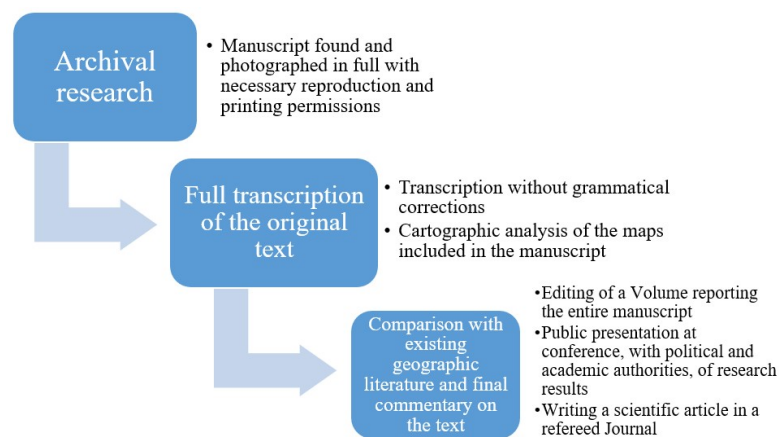 Archival
research
• Manuscript found and
photographed in full with
necessary reproduction and
printing permissions
Full transcription
of the original
text
• Transcription without grammatical
corrections
• Cartographic analysis of the maps
included in the manuscript
Comparison with
existing
geographic
literature and final
commentary on
the text
•Editing of a Volume reporting
the entire manuscript
•Public presentation at
conference, with political and
academic authorities, of research
results
•Writing a scientific article in a
refereed Journal